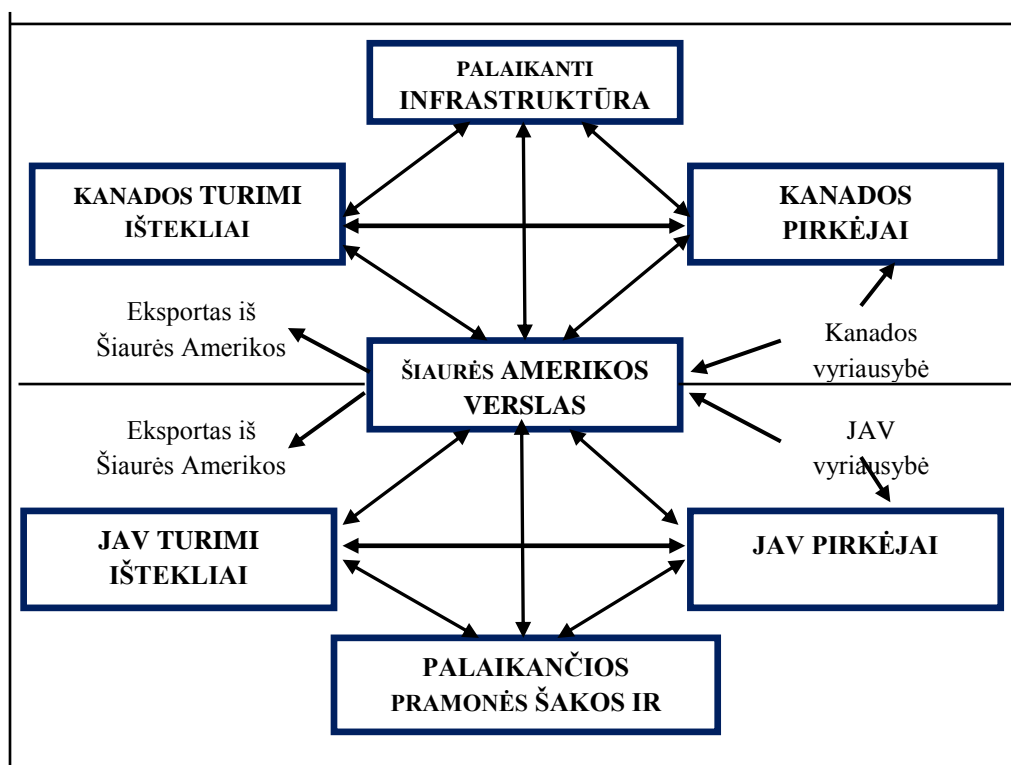 PALAIKANTI
INFRASTRUKTŪRA
KANADOS TURIMI
IŠTEKLIAI
KANADOS
PIRKĖJAI
Eksportas iš
Šiaurės Amerikos
ŠIAURĖS AMERIKOS
VERSLAS
Kanados
vyriausybė
Eksportas iš
Šiaurės Amerikos
JAV
vyriausybė
JAV TURIMI
IŠTEKLIAI
JAV PIRKĖJAI
PALAIKANČIOS
PRAMONĖS ŠAKOS IR